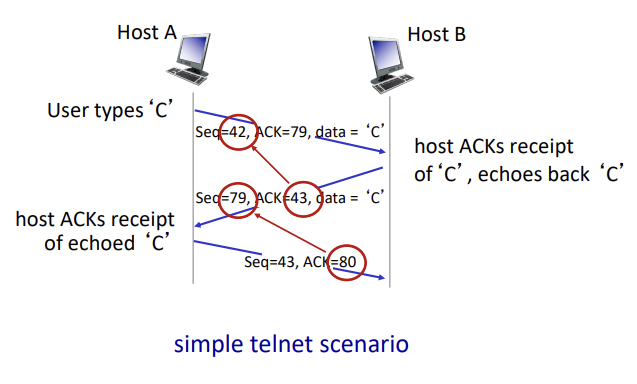 Host A
Host B
User types ‘C’
Seq=42, ACK=79, data = ‘C’
host ACKs receipt
of ‘C’, echoes back ‘C’
Seq=79, ACK=43, data = ‘C’
host ACKs receipt
of echoed ‘C’
Seq=43, ACK=80
simple telnet scenario